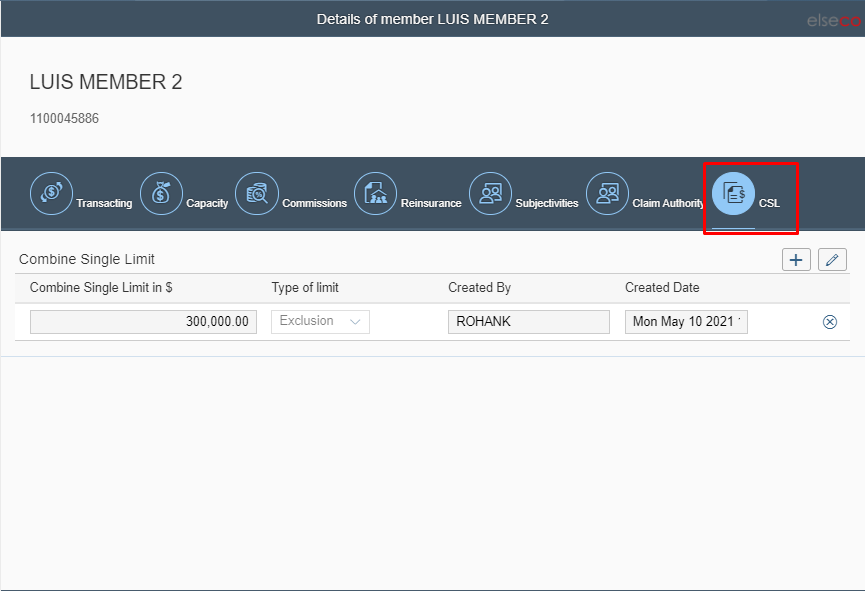 Details of member LUIS MEMBER 2
elseco
LUIS MEMBER 2
1100045886
Transacting Capacity Commissions Reinsurance Subjectivities Claim Authority CSL
Combine Single Limit
Combine Single Limit in $ Type of limit Created By Created Date
300,000.00 Exclusion ROHANK Mon May 10 2021